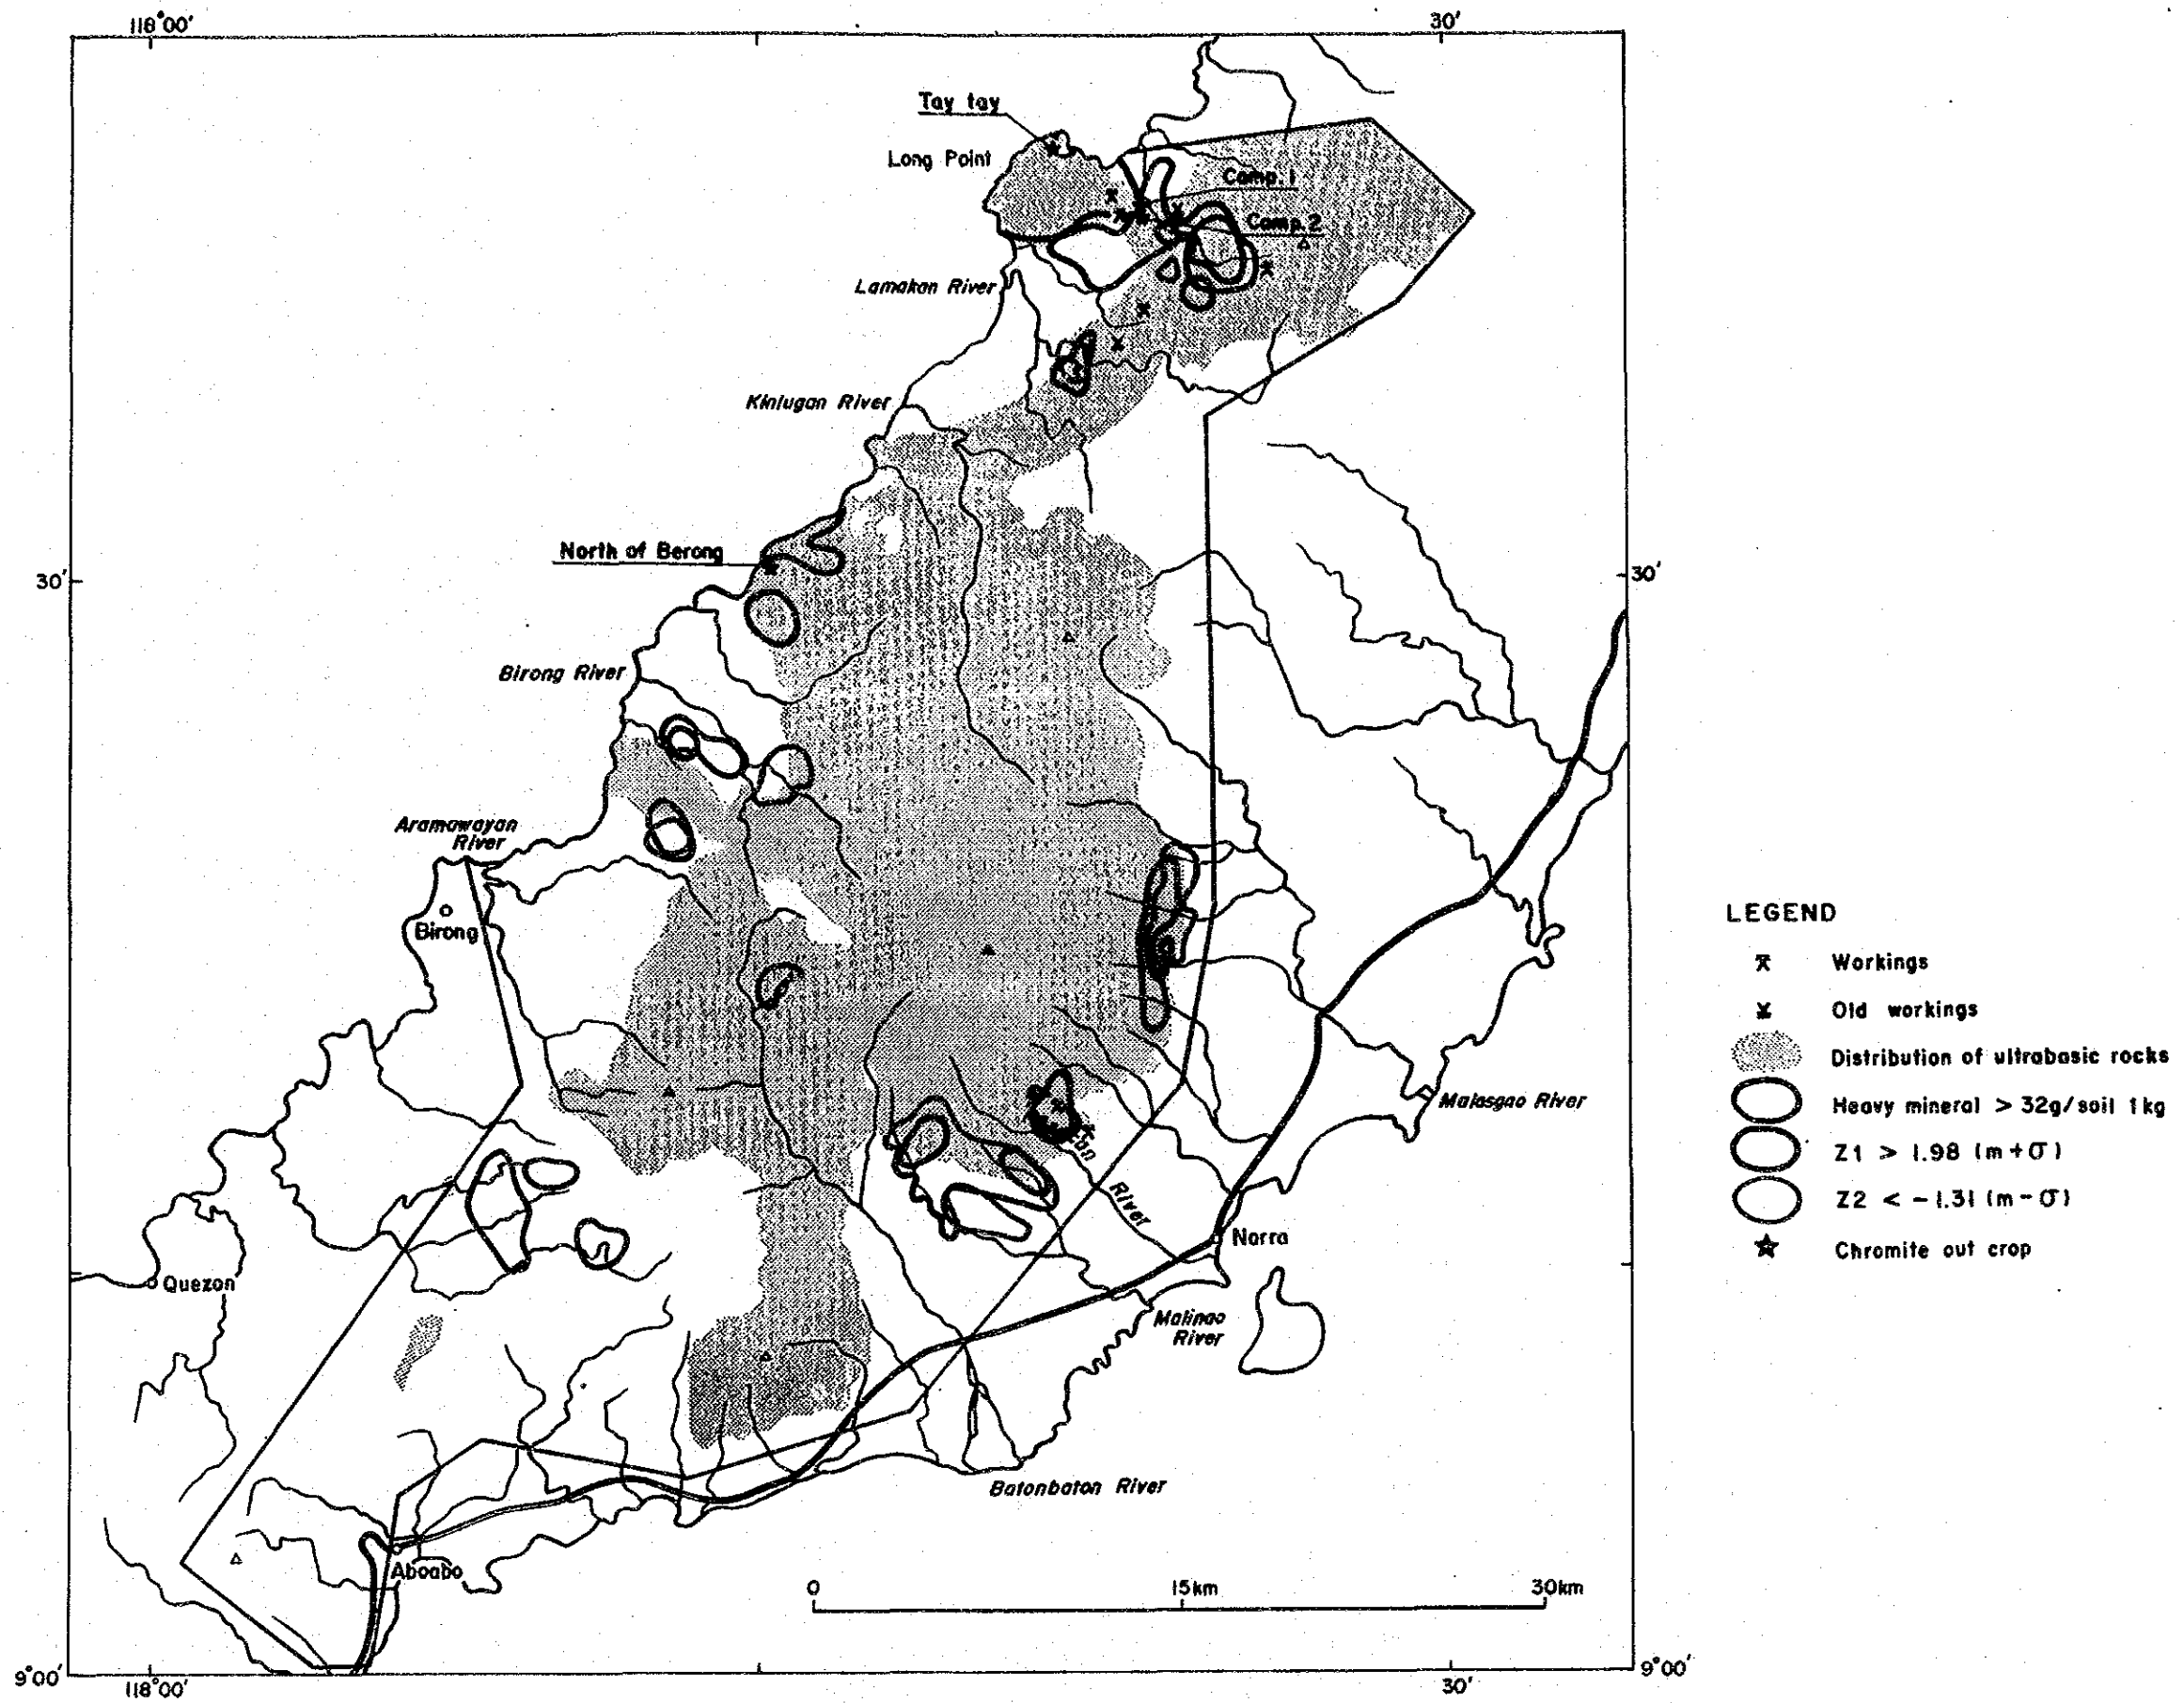 118°00'
30'
Tay tay
Long Point
Camp. 1
Camp. 2
Lamakan River
Kinlugan River
North of Berong
30'
30'
Birong River
Aramawayan
River
Birong
LEGEND
Workings
Old workings
Distribution of ultrabasic rocks
Heavy mineral > 32g/soil 1kg
Z1 > 1.98 (m+σ)
Z2 < −1.31 (m−σ)
Chromite out crop
Malasgao River
River
Narra
Quezon
Malinao
River
Batonbaton River
Aboabo
0
15km
30km
9°00'
9°00'
118°00'
30'